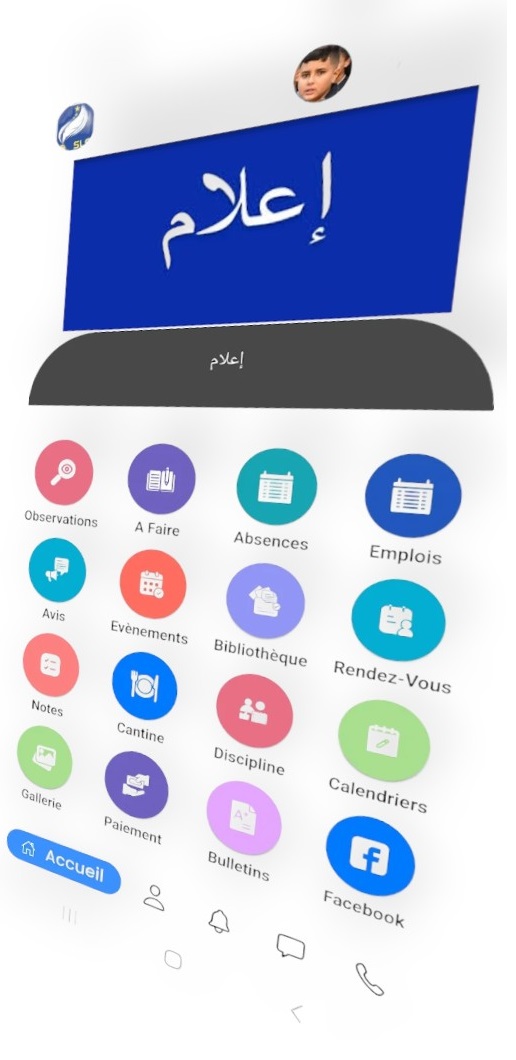 SL
إعلام
إعلام
Observations
A Faire
Absences
Emplois
Avis
Evènements
Bibliothèque
Rendez-Vous
Notes
Cantine
Discipline
Calendriers
Gallerie
Paiement
A+
Bulletins
Facebook
Accueil